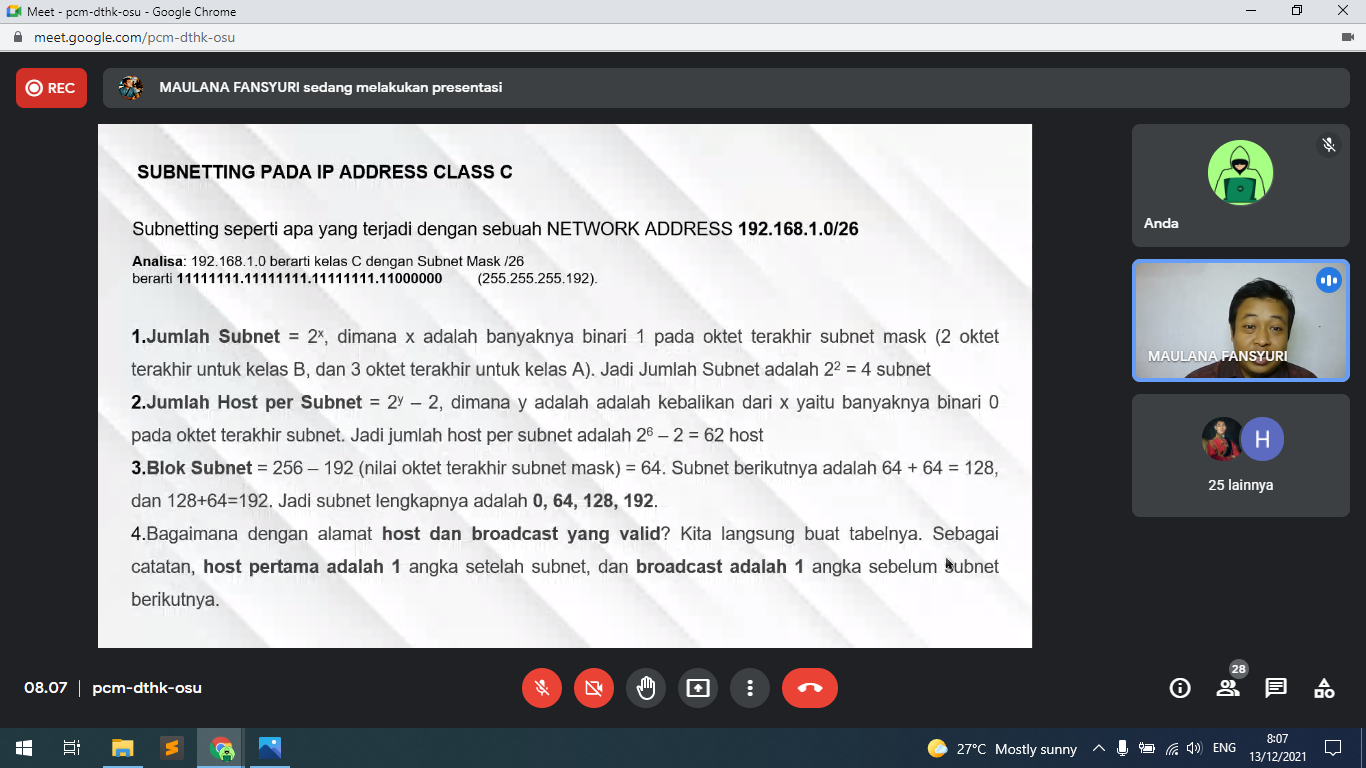 Meet - pcm-dthk-osu - Google Chrome
meet.google.com/pcm-dthk-osu
REC
MAULANA FANSYURI sedang melakukan presentasi
SUBNETTING PADA IP ADDRESS CLASS C
Subnetting seperti apa yang terjadi dengan sebuah NETWORK ADDRESS 192.168.1.0/26
Analisa: 192.168.1.0 berarti kelas C dengan Subnet Mask /26
berarti 11111111.11111111.11111111.11000000 (255.255.255.192).
1.Jumlah Subnet = 2ˣ, dimana x adalah banyaknya binari 1 pada oktet terakhir subnet mask (2 oktet
terakhir untuk kelas B, dan 3 oktet terakhir untuk kelas A). Jadi Jumlah Subnet adalah 2² = 4 subnet
2.Jumlah Host per Subnet = 2ʸ – 2, dimana y adalah adalah kebalikan dari x yaitu banyaknya binari 0
pada oktet terakhir subnet. Jadi jumlah host per subnet adalah 2⁶ – 2 = 62 host
3.Blok Subnet = 256 – 192 (nilai oktet terakhir subnet mask) = 64. Subnet berikutnya adalah 64 + 64 = 128,
dan 128+64=192. Jadi subnet lengkapnya adalah 0, 64, 128, 192.
4.Bagaimana dengan alamat host dan broadcast yang valid? Kita langsung buat tabelnya. Sebagai
catatan, host pertama adalah 1 angka setelah subnet, dan broadcast adalah 1 angka sebelum subnet
berikutnya.
Anda
MAULANA FANSYURI
H
25 lainnya
08.07 | pcm-dthk-osu
28
27°C Mostly sunny
ENG
8:07
13/12/2021